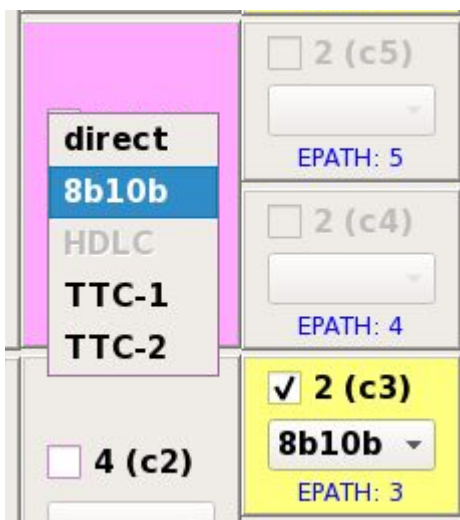 direct
8b10b
HDLC
TTC-1
TTC-2
2 (c5)
EPATH: 5
2 (c4)
EPATH: 4
4 (c2)
2 (c3)
8b10b
EPATH: 3